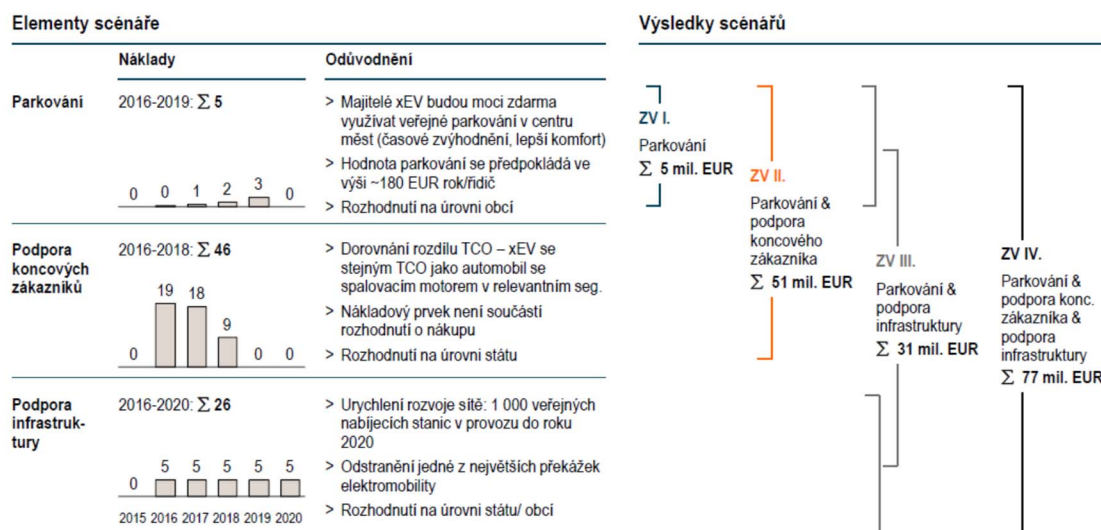 Elementy scénáře
Náklady
Odůvodnění
Parkování
2016-2019: Σ 5
0 0 1 2 3 0
> Majitelé xEV budou moci zdarma
využívat veřejné parkování v centru
měst (časové zvýhodnění, lepší komfort)
> Hodnota parkování se předpokládá ve
výši ~180 EUR rok/řidič
> Rozhodnutí na úrovni obcí
Podpora
koncových
zákazníků
2016-2018: Σ 46
0 19 18 9 0 0
> Dorovnání rozdílu TCO – xEV se
stejným TCO jako automobil se
spalovacím motorem v relevantním seg.
> Nákladový prvek není součástí
rozhodnutí o nákupu
> Rozhodnutí na úrovni státu
Podpora
infrastruk-
tury
2016-2020: Σ 26
0 5 5 5 5 5
2015 2016 2017 2018 2019 2020
> Urychlení rozvoje sítě: 1 000 veřejných
nabíjecích stanic v provozu do roku
2020
> Odstranění jedné z největších překážek
elektromobility
> Rozhodnutí na úrovni státu/ obcí
Výsledky scénářů
ZV I.
Parkování
Σ 5 mil. EUR
ZV II.
Parkování &
podpora
koncového
zákazníka
Σ 51 mil. EUR
ZV III.
Parkování &
podpora
infrastruktury
Σ 31 mil. EUR
ZV IV.
Parkování &
podpora konc.
zákazníka &
podpora
infrastruktury
Σ 77 mil. EUR